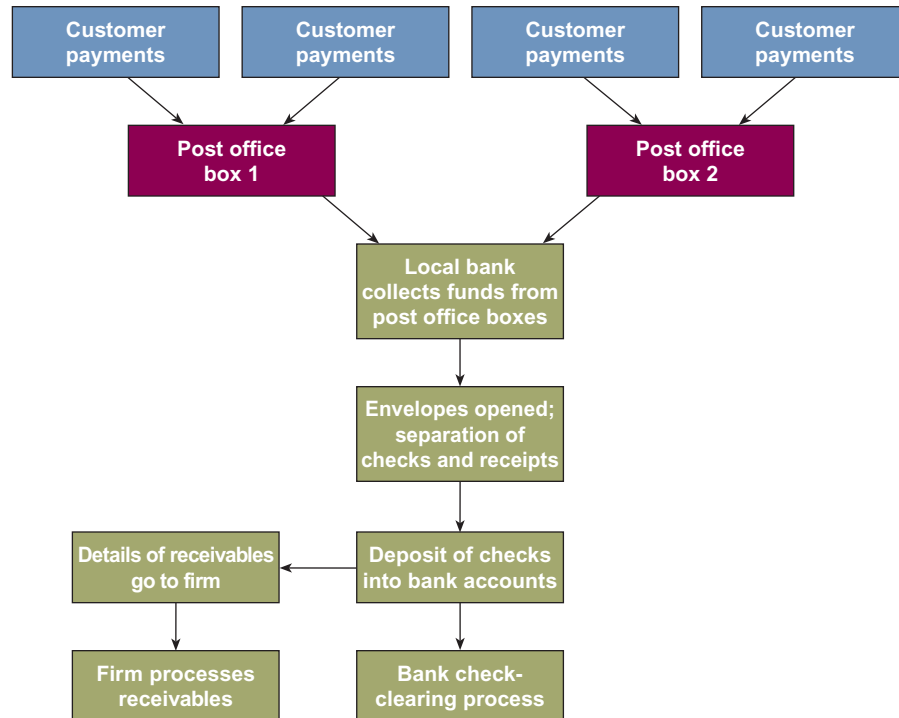 Customer
payments
Customer
payments
Customer
payments
Customer
payments
Post office
box 1
Post office
box 2
Local bank
collects funds from
post office boxes
Envelopes opened;
separation of
checks and receipts
Details of receivables
go to firm
Deposit of checks
into bank accounts
Firm processes
receivables
Bank check-
clearing process